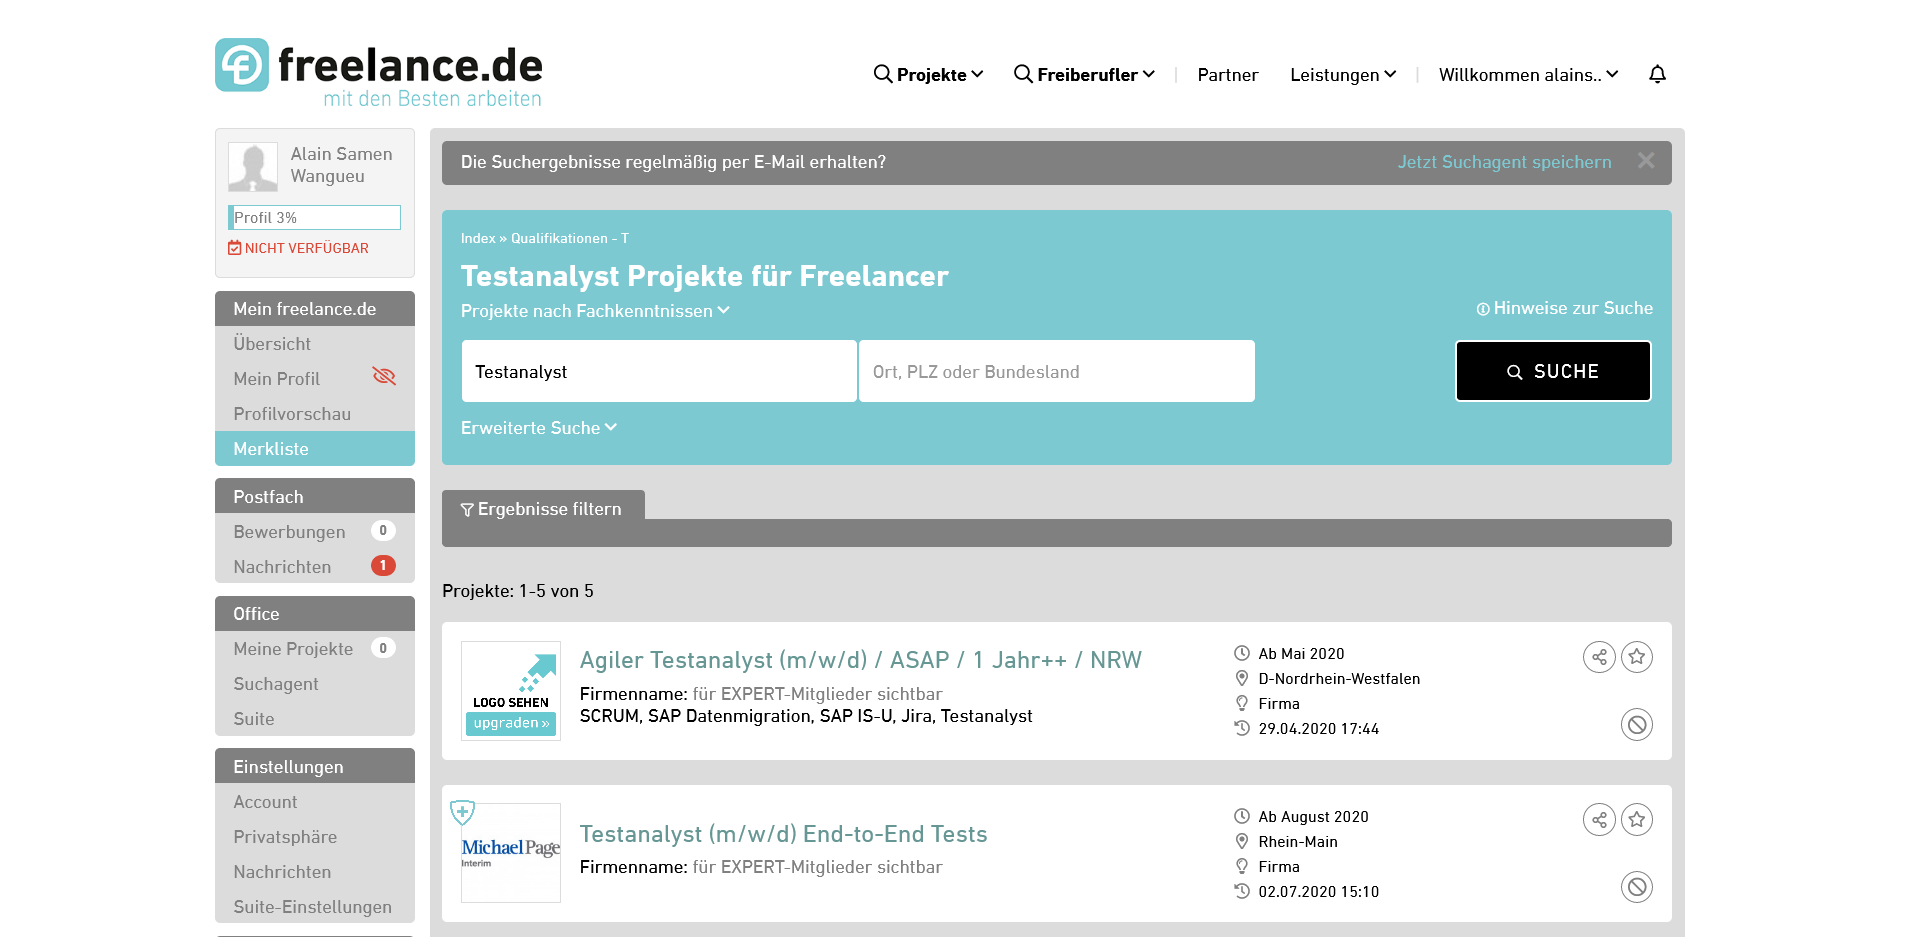 freelance.de
mit den Besten arbeiten
Projekte
Freiberufler
Partner
Leistungen
Willkommen alains..
Alain Samen
Wangueu
Profil 3%
NICHT VERFÜGBAR
Mein freelance.de
Übersicht
Mein Profil
Profilvorschau
Merkliste
Postfach
Bewerbungen 0
Nachrichten 1
Office
Meine Projekte 0
Suchagent
Suite
Einstellungen
Account
Privatsphäre
Nachrichten
Suite-Einstellungen
Die Suchergebnisse regelmäßig per E-Mail erhalten?
Jetzt Suchagent speichern
Index » Qualifikationen - T
Testanalyst Projekte für Freelancer
Projekte nach Fachkenntnissen
Hinweise zur Suche
Testanalyst
Ort, PLZ oder Bundesland
SUCHE
Erweiterte Suche
Ergebnisse filtern
Projekte: 1-5 von 5
LOGO SEHEN
upgraden »
Agiler Testanalyst (m/w/d) / ASAP / 1 Jahr++ / NRW
Firmenname: für EXPERT-Mitglieder sichtbar
SCRUM, SAP Datenmigration, SAP IS-U, Jira, Testanalyst
Ab Mai 2020
D-Nordrhein-Westfalen
Firma
29.04.2020 17:44
Michael Page
Interim
Testanalyst (m/w/d) End-to-End Tests
Firmenname: für EXPERT-Mitglieder sichtbar
Ab August 2020
Rhein-Main
Firma
02.07.2020 15:10